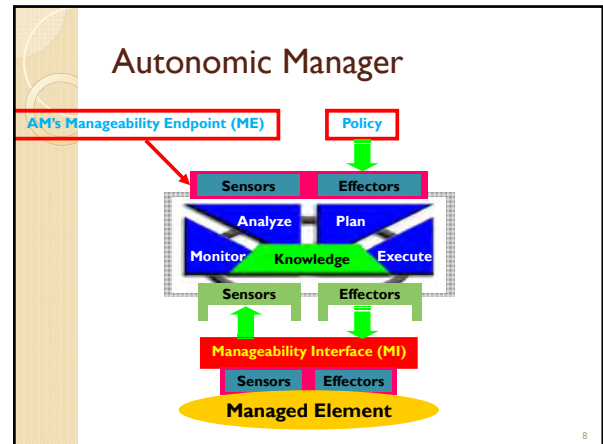 Autonomic Manager
AM's Manageability Endpoint (ME)
Policy
Sensors
Effectors
Analyze
Plan
Monitor
Knowledge
Execute
Sensors
Effectors
Manageability Interface (MI)
Sensors
Effectors
Managed Element
8